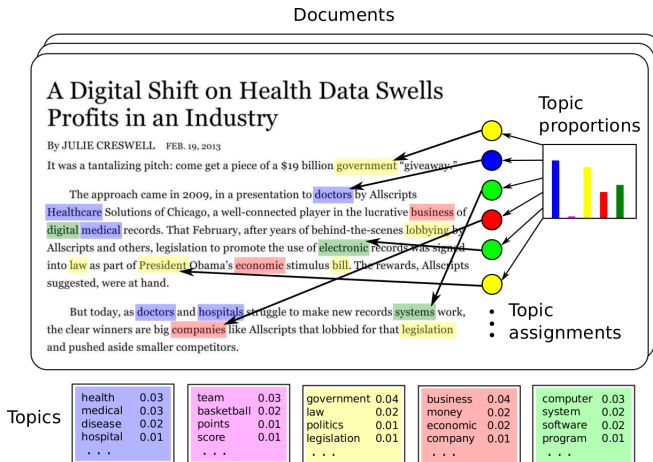 Documents
A Digital Shift on Health Data Swells
Profits in an Industry
By JULIE CRESWELL FEB. 19, 2013
It was a tantalizing pitch: come get a piece of a $19 billion government “giveaway.”
The approach came in 2009, in a presentation to doctors by Allscripts
Healthcare Solutions of Chicago, a well-connected player in the lucrative business of
digital medical records. That February, after years of behind-the-scenes lobbying by
Allscripts and others, legislation to promote the use of electronic records was signed
into law as part of President Obama’s economic stimulus bill. The rewards, Allscripts
suggested, were at hand.
But today, as doctors and hospitals struggle to make new records systems work,
the clear winners are big companies like Allscripts that lobbied for that legislation
and pushed aside smaller competitors.
Topic
proportions
Topic
assignments
Topics
health 0.03
medical 0.03
disease 0.02
hospital 0.01
. . .
team 0.03
basketball 0.02
points 0.01
score 0.01
. . .
government 0.04
law 0.02
politics 0.01
legislation 0.01
. . .
business 0.04
money 0.02
economic 0.02
company 0.01
. . .
computer 0.03
system 0.02
software 0.02
program 0.01
. . .